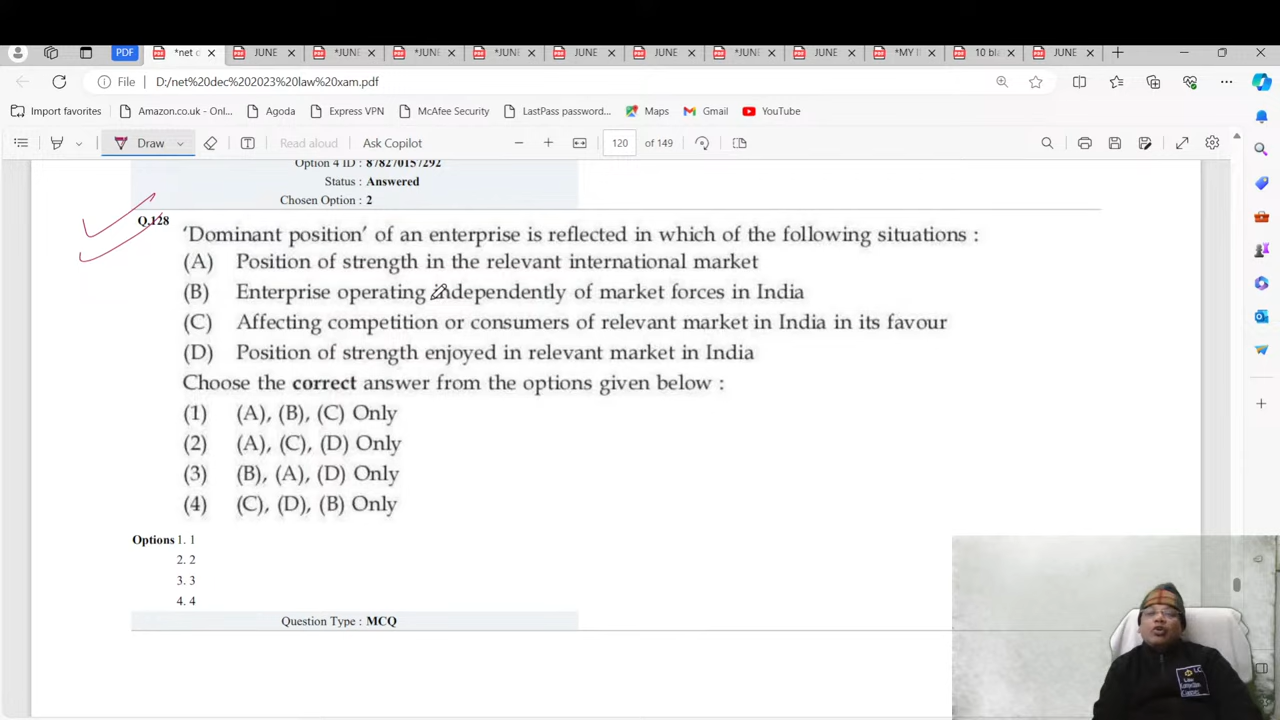 PDF
*net d
JUNE
*JUNE
*JUNE
*JUNE
JUNE
JUNE
*JUNE
JUNE
*MY I
10 bl
JUNE
File
D:/net%20dec%202023%20law%20xam.pdf
Import favorites
Amazon.co.uk - Onl...
Agoda
Express VPN
McAfee Security
LastPass password...
Maps
Gmail
YouTube
Draw
Read aloud
Ask Copilot
120
of 149
Option 4 ID : 878270157292
Status : Answered
Chosen Option : 2
Q.128
'Dominant position' of an enterprise is reflected in which of the following situations :
(A) Position of strength in the relevant international market
(B) Enterprise operating independently of market forces in India
(C) Affecting competition or consumers of relevant market in India in its favour
(D) Position of strength enjoyed in relevant market in India
Choose the correct answer from the options given below :
(1) (A), (B), (C) Only
(2) (A), (C), (D) Only
(3) (B), (A), (D) Only
(4) (C), (D), (B) Only
Options 1. 1
2. 2
3. 3
4. 4
Question Type : MCQ